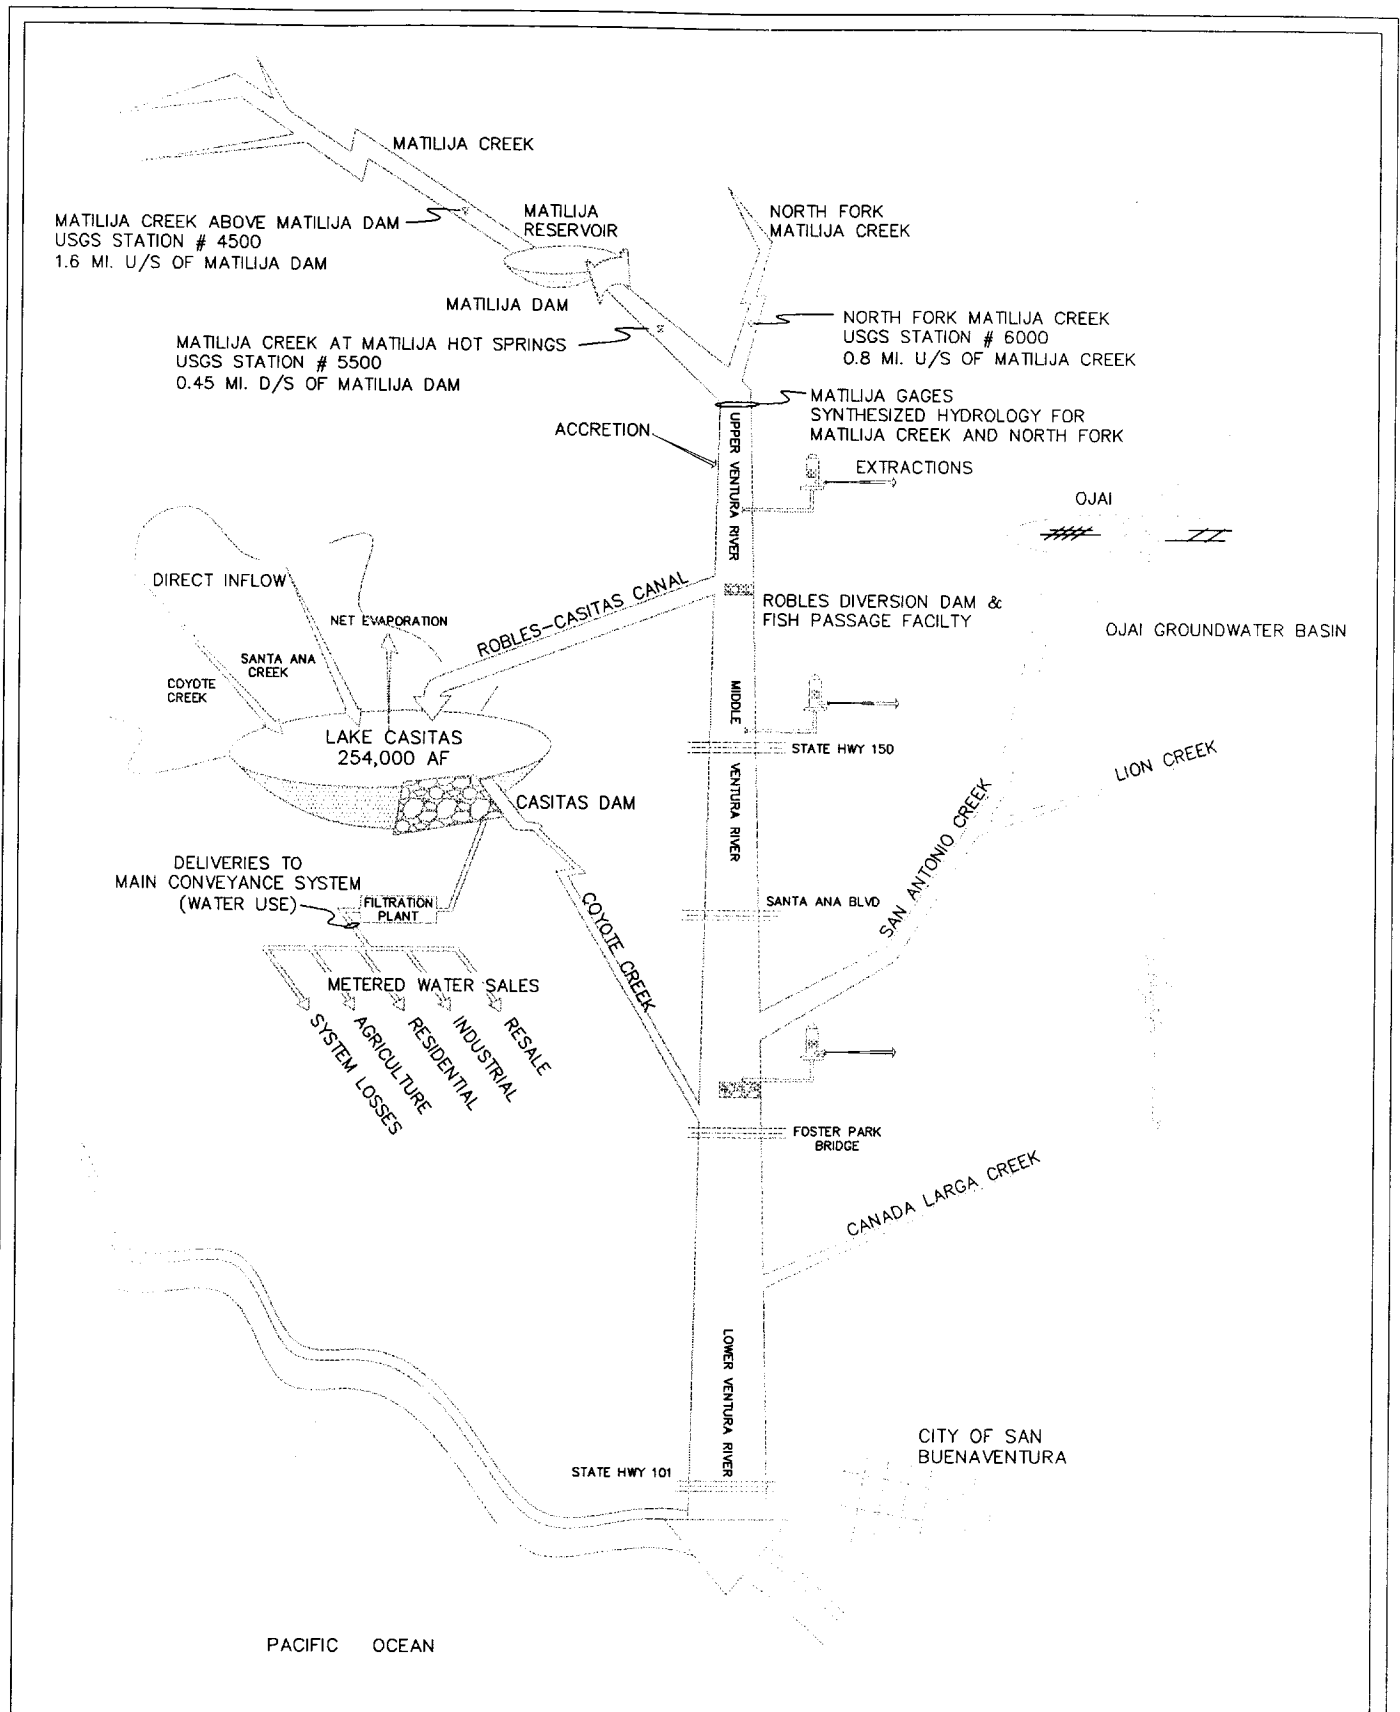 MATILIJA CREEK
MATILIJA CREEK ABOVE MATILIJA DAM
USGS STATION # 4500
1.6 MI. U/S OF MATILIJA DAM
MATILIJA
RESERVOIR
NORTH FORK
MATILIJA CREEK
MATILIJA DAM
MATILIJA CREEK AT MATILIJA HOT SPRINGS
USGS STATION # 5500
0.45 MI. D/S OF MATILIJA DAM
NORTH FORK MATILIJA CREEK
USGS STATION # 6000
0.8 MI. U/S OF MATILIJA CREEK
MATILIJA GAGES
SYNTHESIZED HYDROLOGY FOR
MATILIJA CREEK AND NORTH FORK
ACCRETION
UPPER VENTURA RIVER
EXTRACTIONS
OJAI
DIRECT INFLOW
NET EVAPORATION
ROBLES-CASITAS CANAL
ROBLES DIVERSION DAM &
FISH PASSAGE FACILTY
OJAI GROUNDWATER BASIN
SANTA ANA
CREEK
COYOTE
CREEK
MIDDLE VENTURA RIVER
LAKE CASITAS
254,000 AF
STATE HWY 150
LION CREEK
CASITAS DAM
SAN ANTONIO CREEK
DELIVERIES TO
MAIN CONVEYANCE SYSTEM
(WATER USE)
FILTRATION
PLANT
SANTA ANA BLVD
COYOTE CREEK
METERED WATER SALES
SYSTEM LOSSES
AGRICULTURE
RESIDENTIAL
INDUSTRIAL
RESALE
FOSTER PARK
BRIDGE
CANADA LARGA CREEK
LOWER VENTURA RIVER
CITY OF SAN
BUENAVENTURA
STATE HWY 101
PACIFIC OCEAN